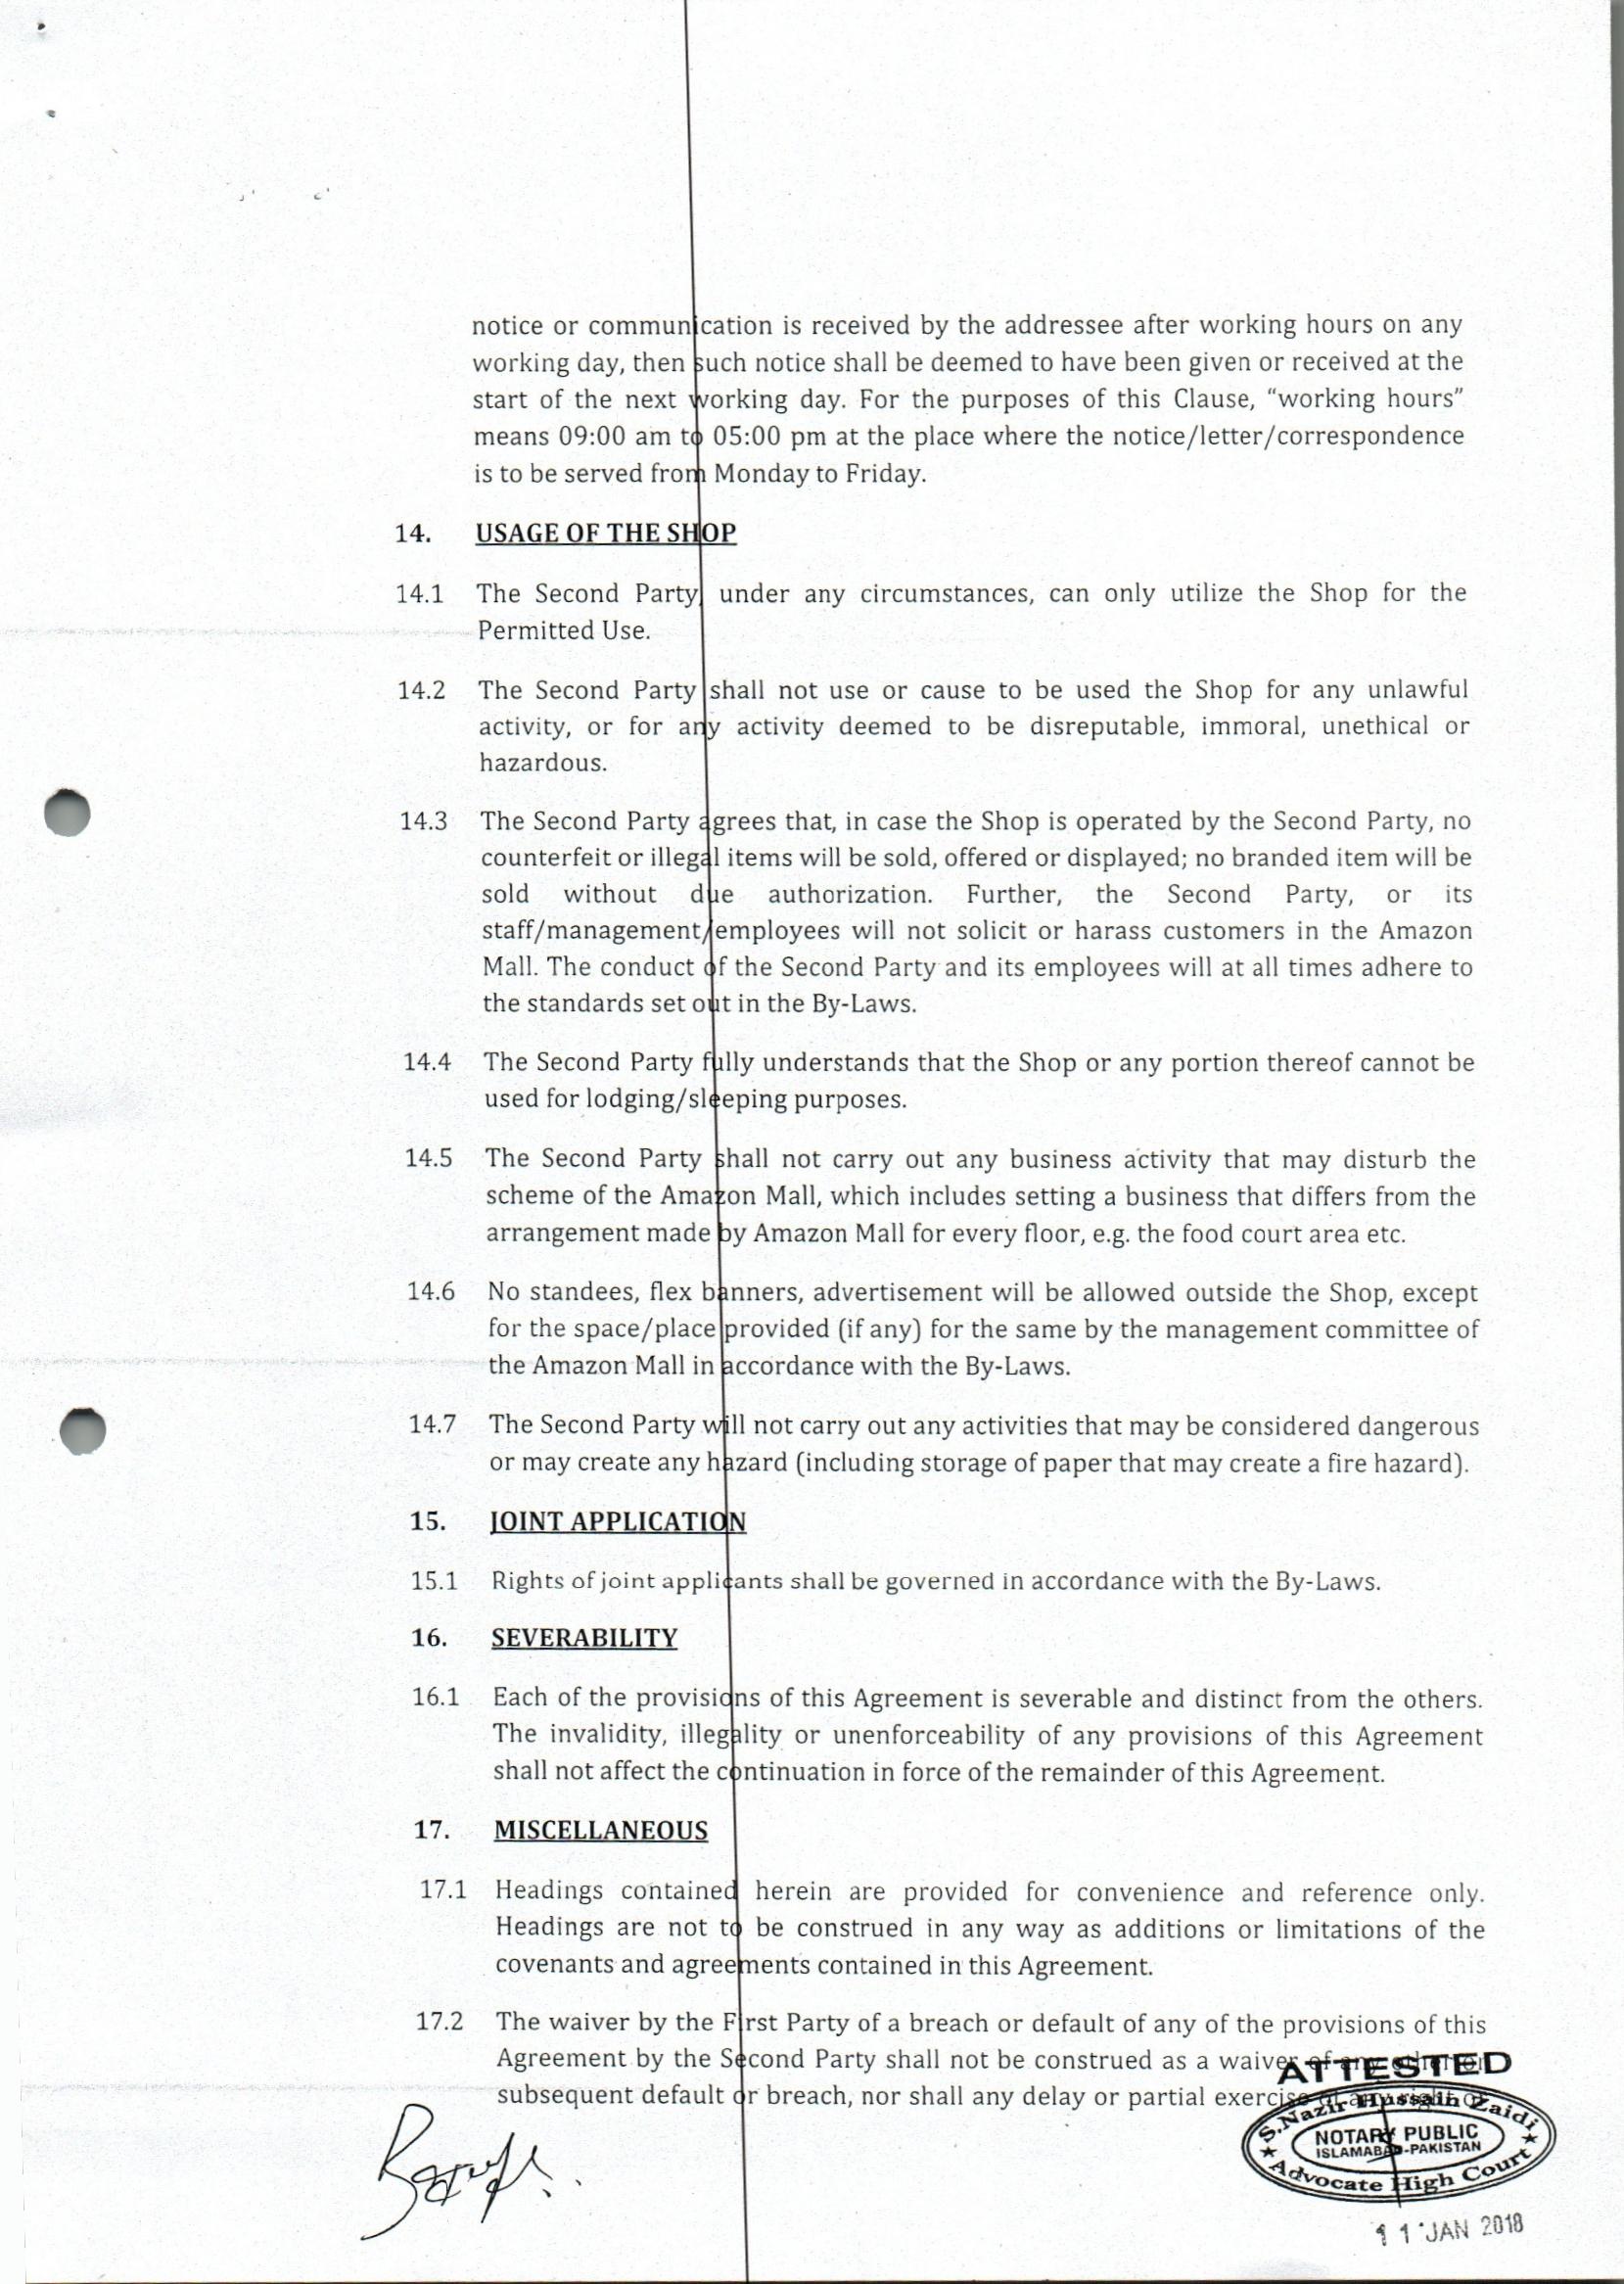 notice or communication is received by the addressee after working hours on any
working day, then such notice shall be deemed to have been given or received at the
start of the next working day. For the purposes of this Clause, “working hours”
means 09:00 am to 05:00 pm at the place where the notice/letter/correspondence
is to be served from Monday to Friday.
14. USAGE OF THE SHOP
14.1 The Second Party, under any circumstances, can only utilize the Shop for the
Permitted Use.
14.2 The Second Party shall not use or cause to be used the Shop for any unlawful
activity, or for any activity deemed to be disreputable, immoral, unethical or
hazardous.
14.3 The Second Party agrees that, in case the Shop is operated by the Second Party, no
counterfeit or illegal items will be sold, offered or displayed; no branded item will be
sold without due authorization. Further, the Second Party, or its
staff/management/employees will not solicit or harass customers in the Amazon
Mall. The conduct of the Second Party and its employees will at all times adhere to
the standards set out in the By-Laws.
14.4 The Second Party fully understands that the Shop or any portion thereof cannot be
used for lodging/sleeping purposes.
14.5 The Second Party shall not carry out any business activity that may disturb the
scheme of the Amazon Mall, which includes setting a business that differs from the
arrangement made by Amazon Mall for every floor, e.g. the food court area etc.
14.6 No standees, flex banners, advertisement will be allowed outside the Shop, except
for the space/place provided (if any) for the same by the management committee of
the Amazon Mall in accordance with the By-Laws.
14.7 The Second Party will not carry out any activities that may be considered dangerous
or may create any hazard (including storage of paper that may create a fire hazard).
15. JOINT APPLICATION
15.1 Rights of joint applicants shall be governed in accordance with the By-Laws.
16. SEVERABILITY
16.1 Each of the provisions of this Agreement is severable and distinct from the others.
The invalidity, illegality or unenforceability of any provisions of this Agreement
shall not affect the continuation in force of the remainder of this Agreement.
17. MISCELLANEOUS
17.1 Headings contained herein are provided for convenience and reference only.
Headings are not to be construed in any way as additions or limitations of the
covenants and agreements contained in this Agreement.
17.2 The waiver by the First Party of a breach or default of any of the provisions of this
Agreement by the Second Party shall not be construed as a waiver of any other or
subsequent default or breach, nor shall any delay or partial exercise of any right or
ATTESTED
S.Nazir Hussain Zaidi
NOTARY PUBLIC
ISLAMABAD-PAKISTAN
Advocate High Court
11 JAN 2018